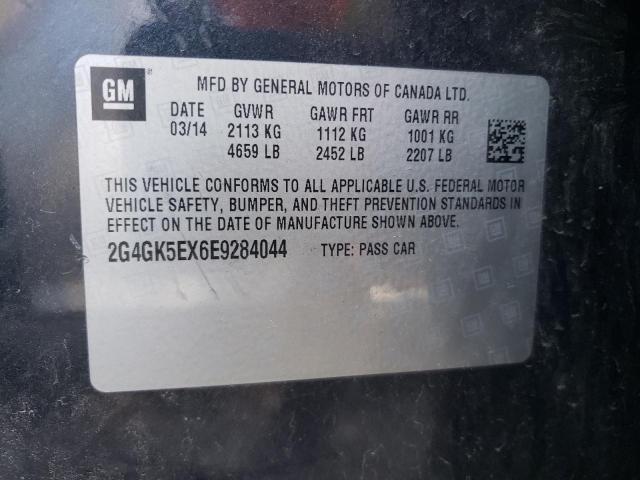 GM
MFD BY GENERAL MOTORS OF CANADA LTD.
DATE GVWR GAWR FRT GAWR RR
03/14 2113 KG 1112 KG 1001 KG
4659 LB 2452 LB 2207 LB
THIS VEHICLE CONFORMS TO ALL APPLICABLE U.S. FEDERAL MOTOR
VEHICLE SAFETY, BUMPER, AND THEFT PREVENTION STANDARDS IN
EFFECT ON THE DATE OF MANUFACTURE SHOWN ABOVE.
2G4GK5EX6E9284044 TYPE: PASS CAR